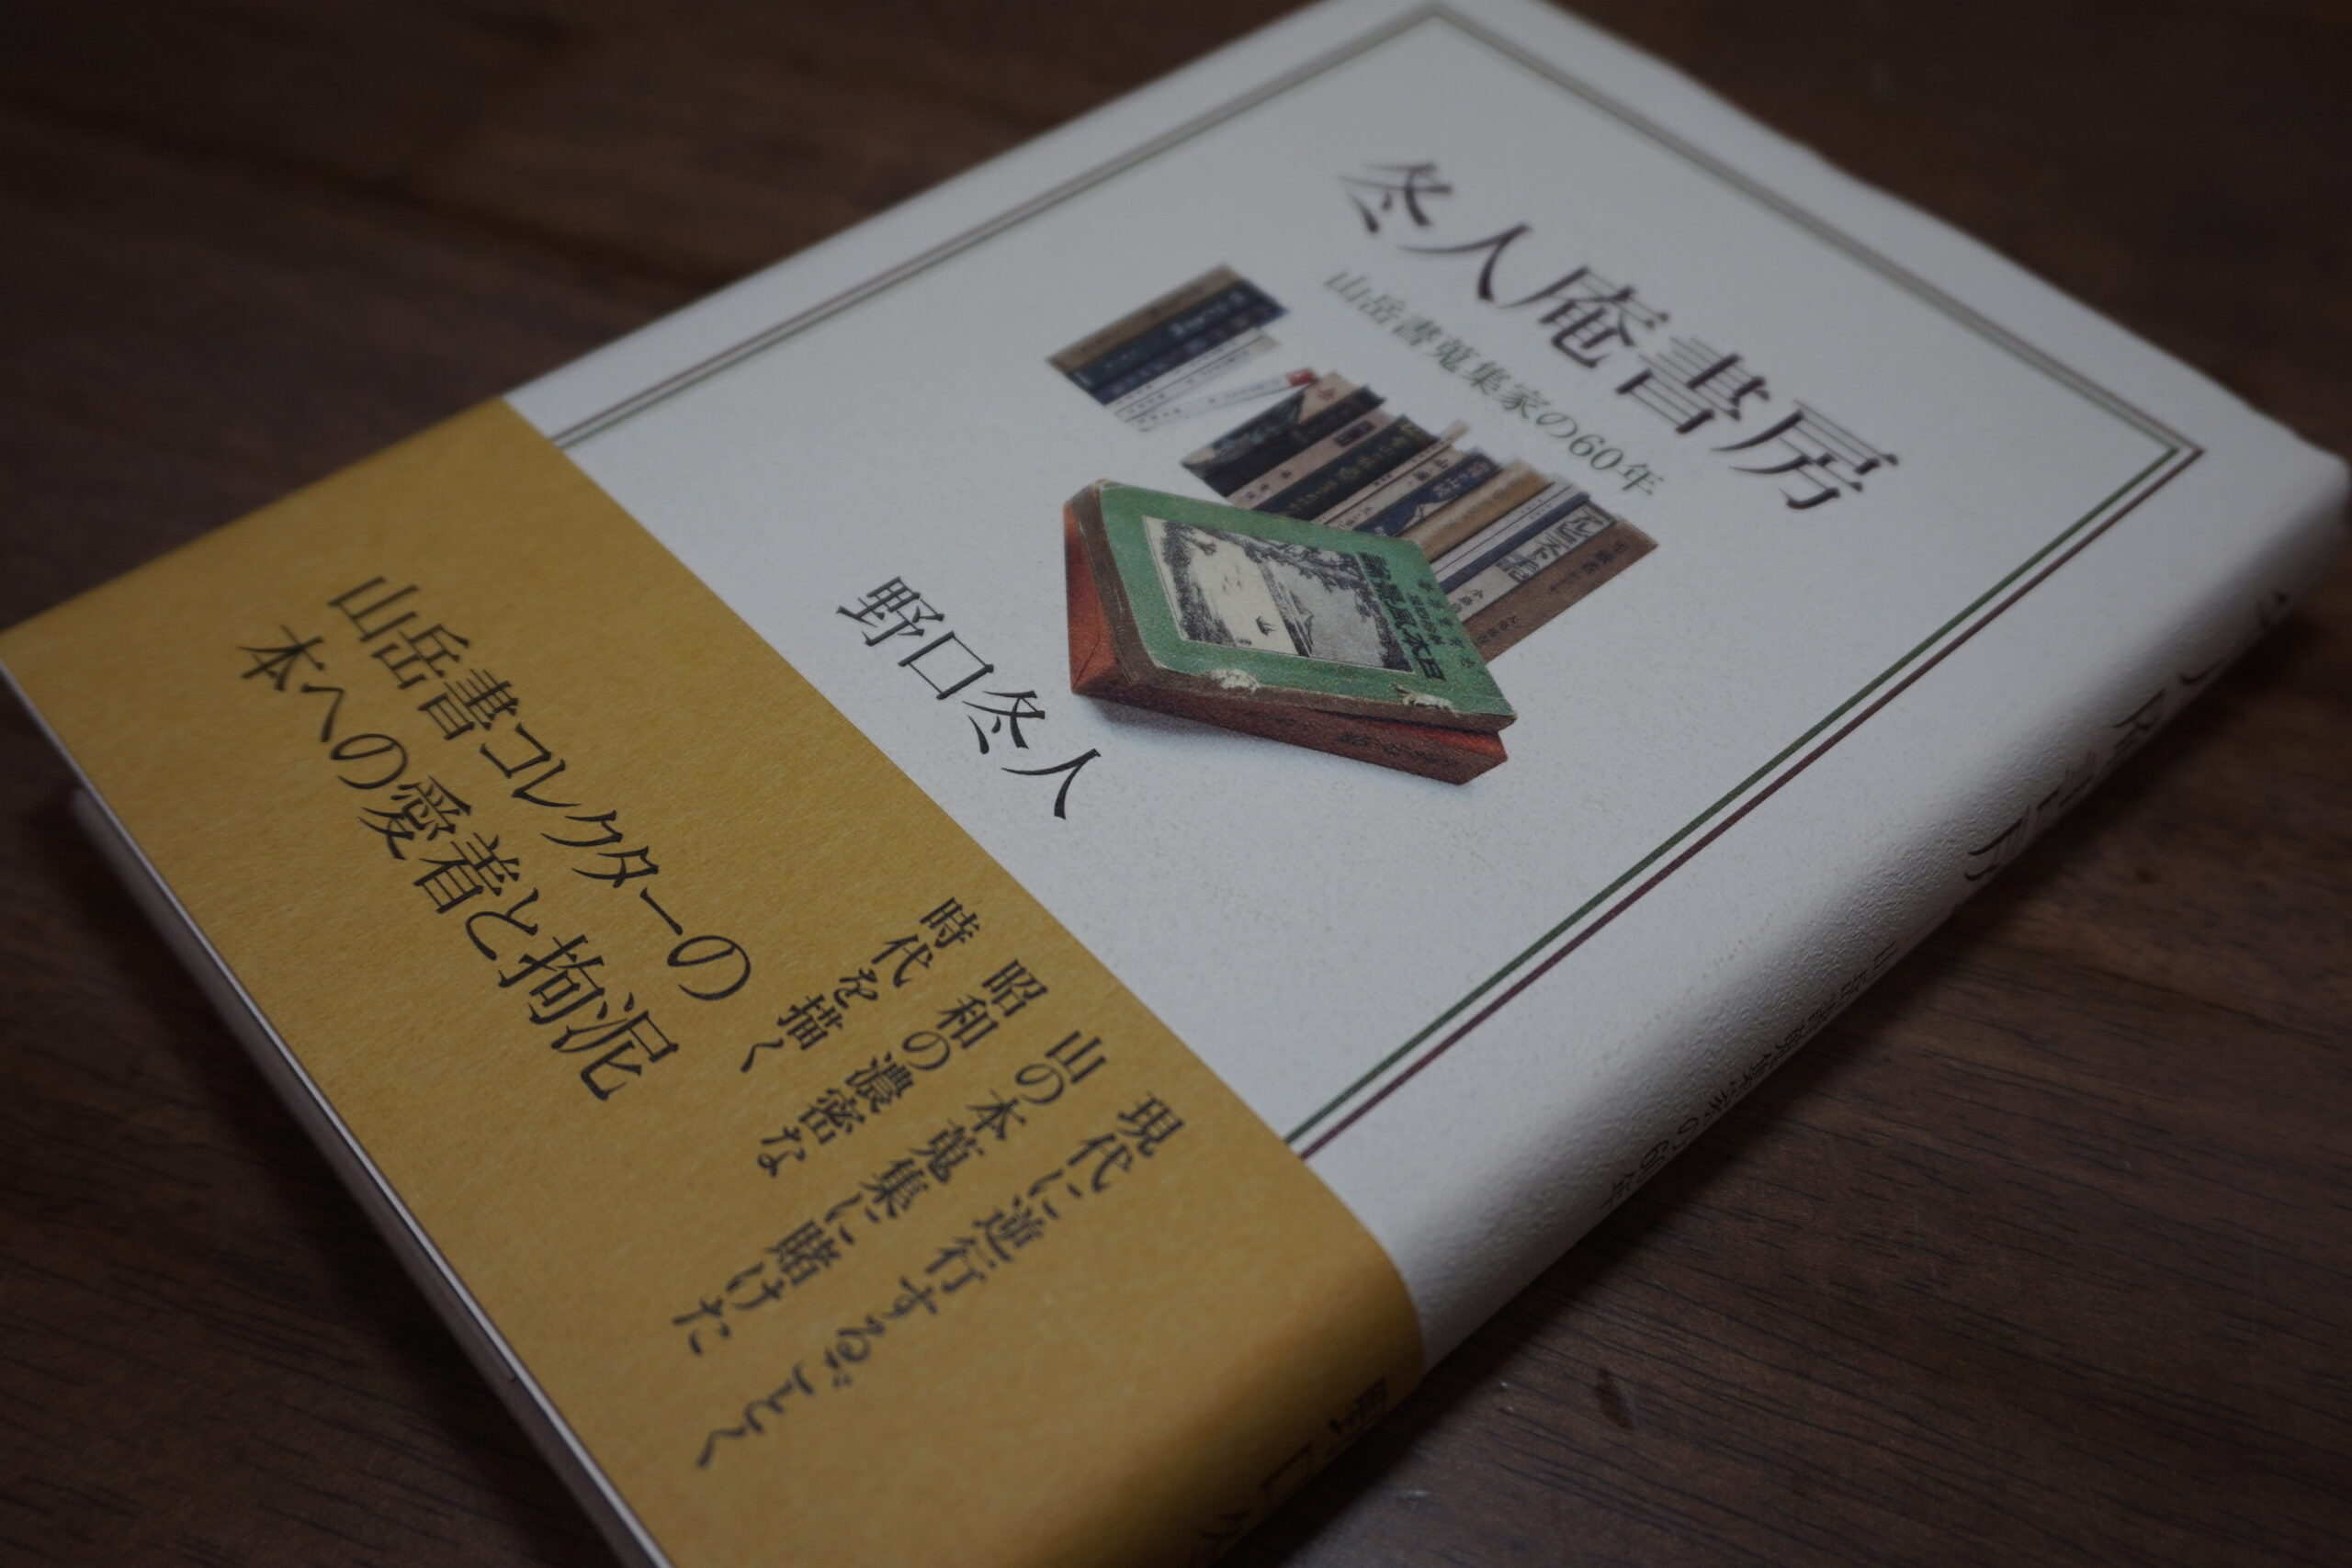 冬人庵書房
山岳書蒐集家の60年
野口冬人
山岳書コレクターの
本への愛着と拘泥
現代に逆行するごとく
山の本蒐集に賭けた
昭和の濃密な
時代を描く